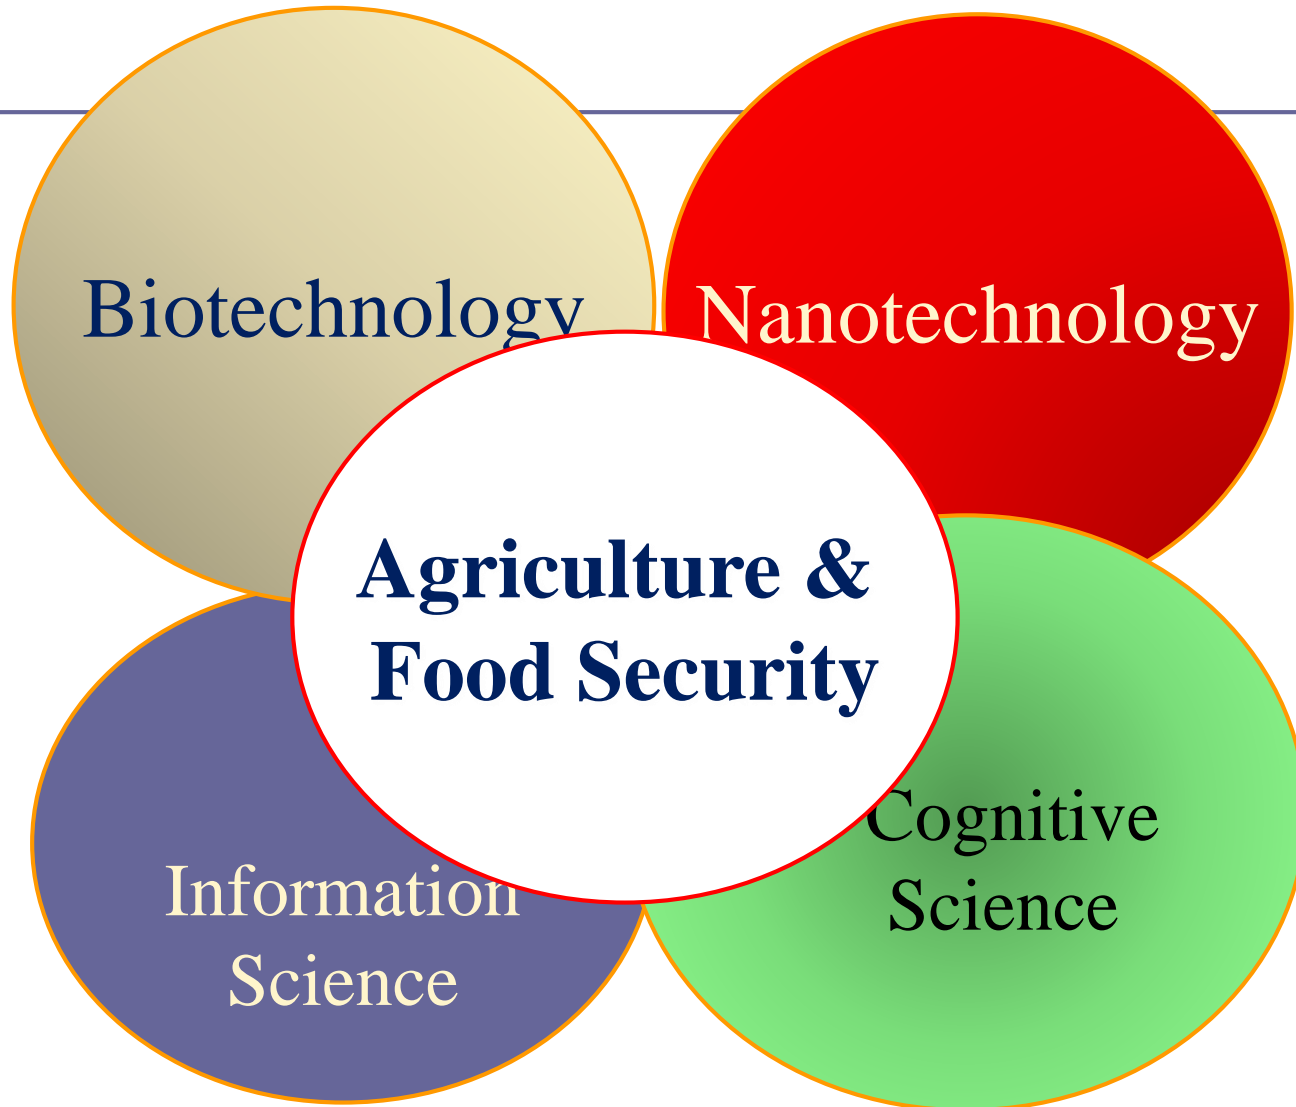 Biotechnology
Nanotechnology
Agriculture &
Food Security
Cognitive
Science
Information
Science